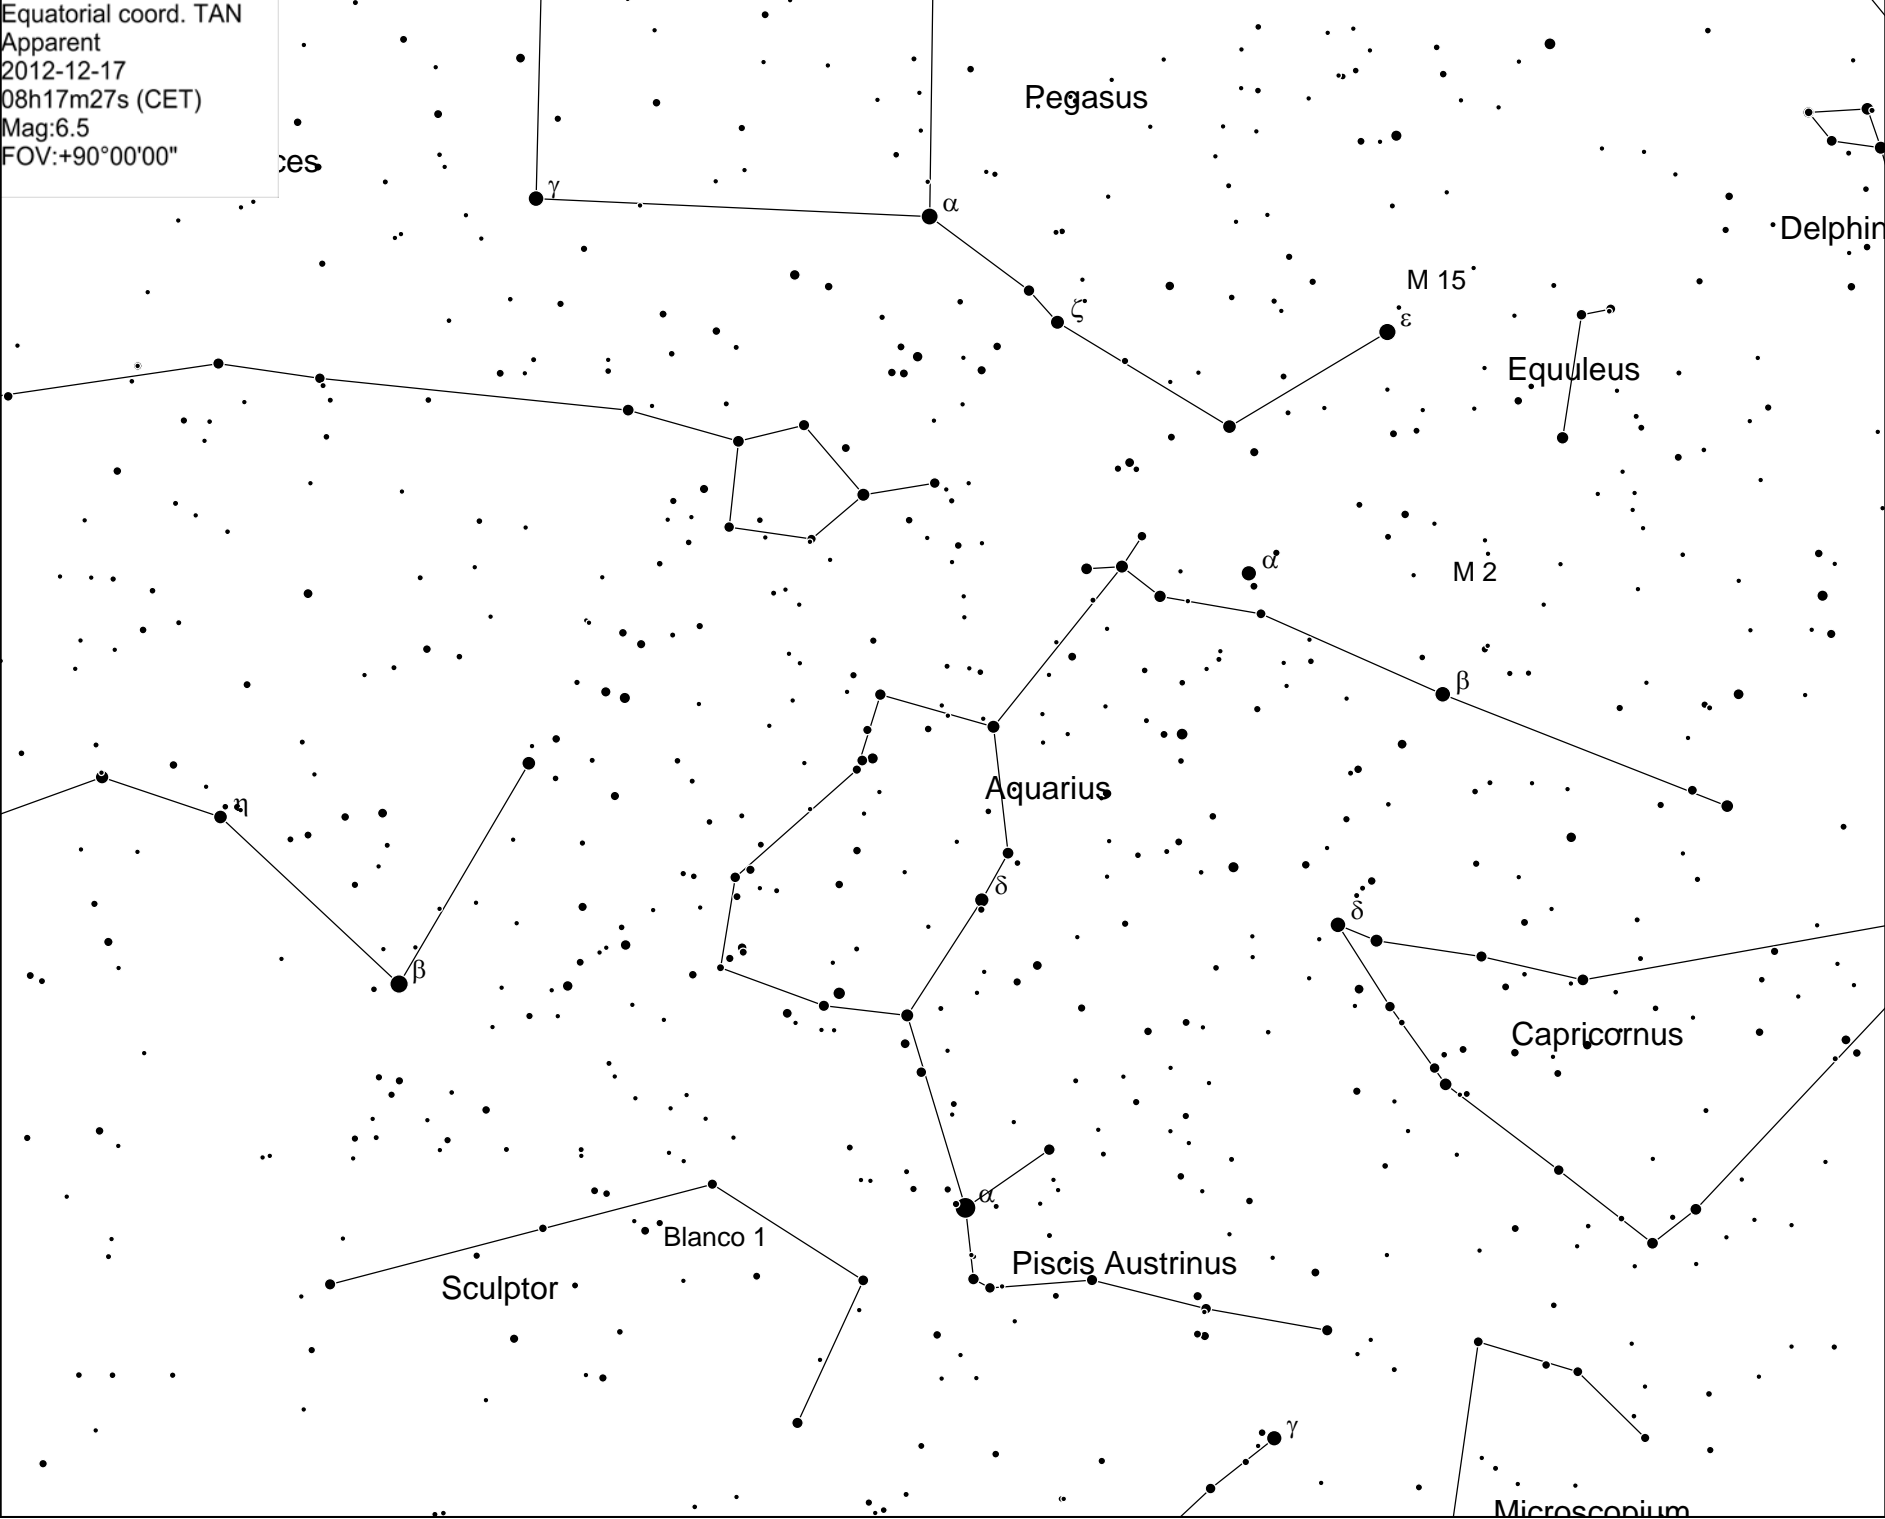 Equatorial coord. TAN
Apparent
2012-12-17
08h17m27s (CET)
Mag:6.5
FOV:+90°00'00"
ces
Pegasus
γ
α
Delphin
M 15
ζ
ε
Equuleus
α
M 2
β
Aquarius
η
δ
δ
β
Capricornus
α
Blanco 1
Piscis Austrinus
Sculptor
γ
Microscopium